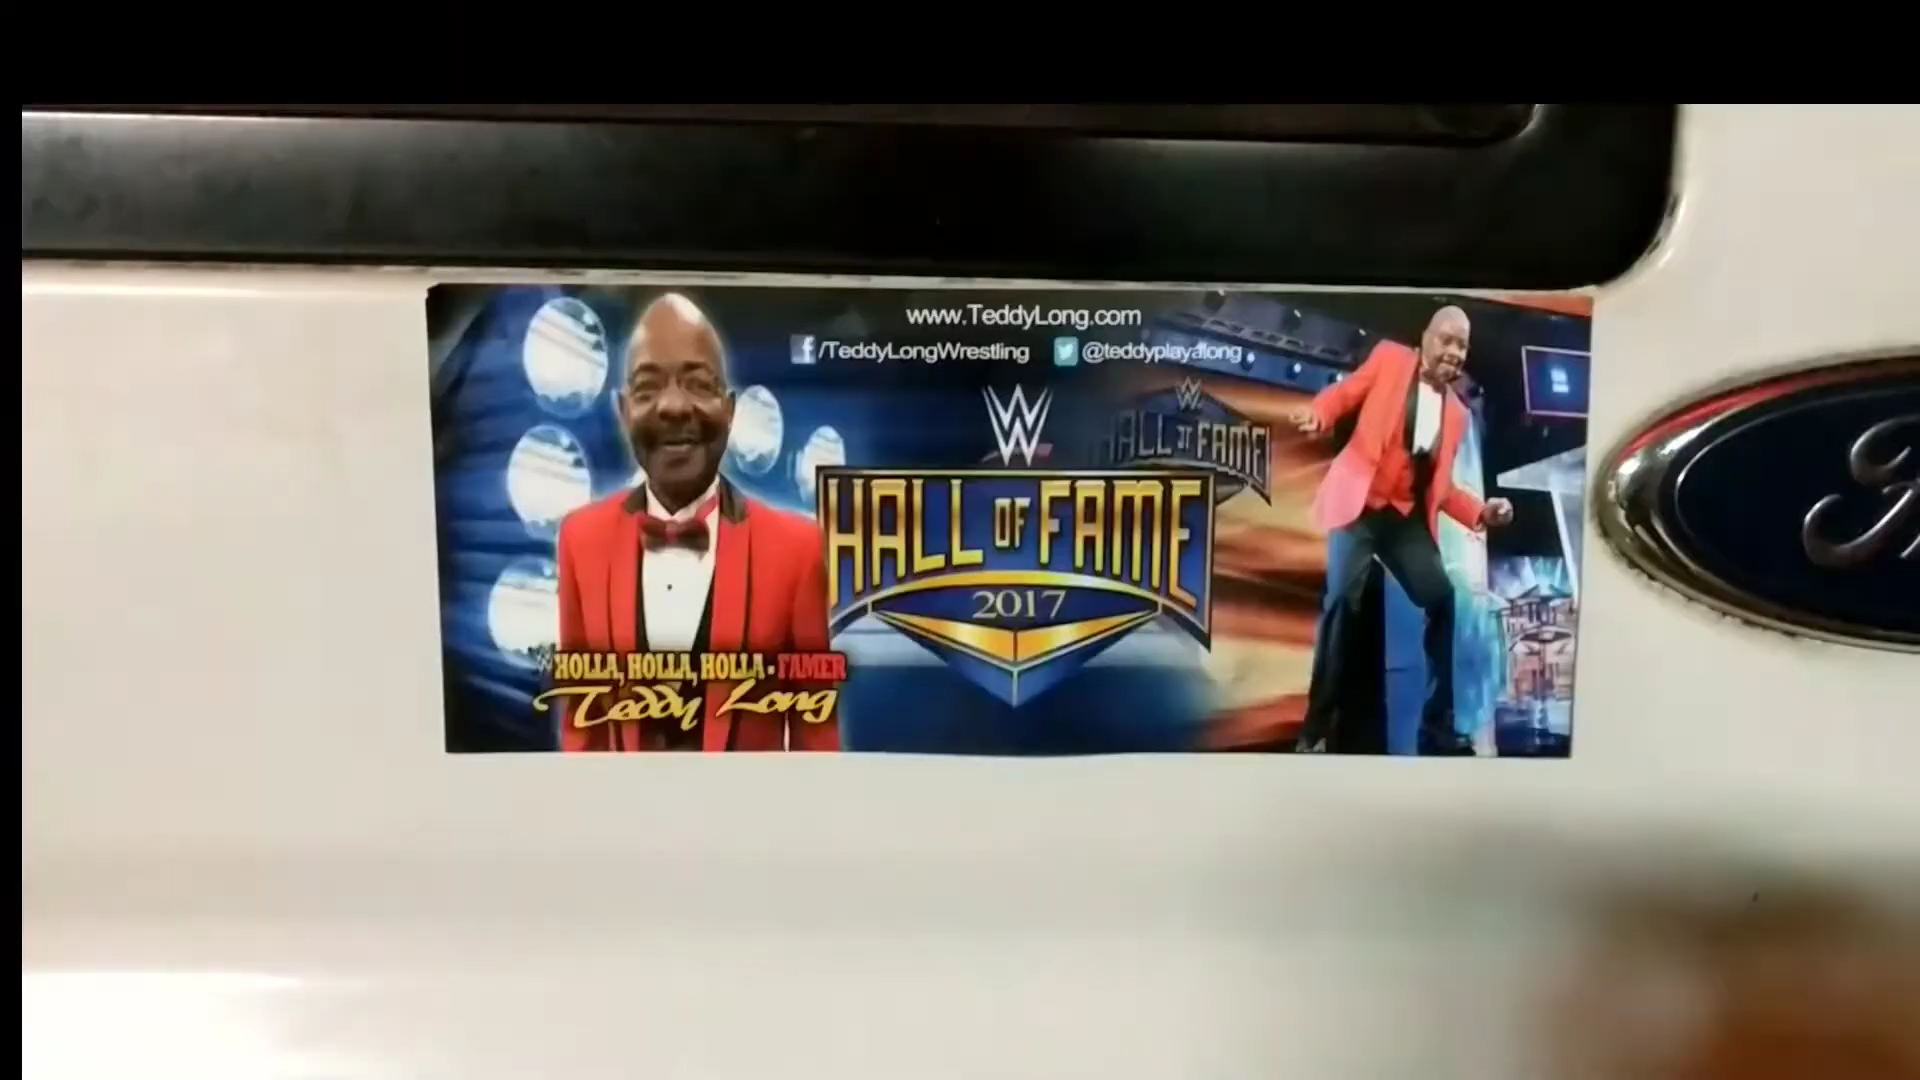 www.TeddyLong.com
f/TeddyLongWrestling @teddyplayalong
W
HALL OF FAME
2017
W
HALL OF FAME
W HOLLA, HOLLA, HOLLA-FAMER
Teddy Long